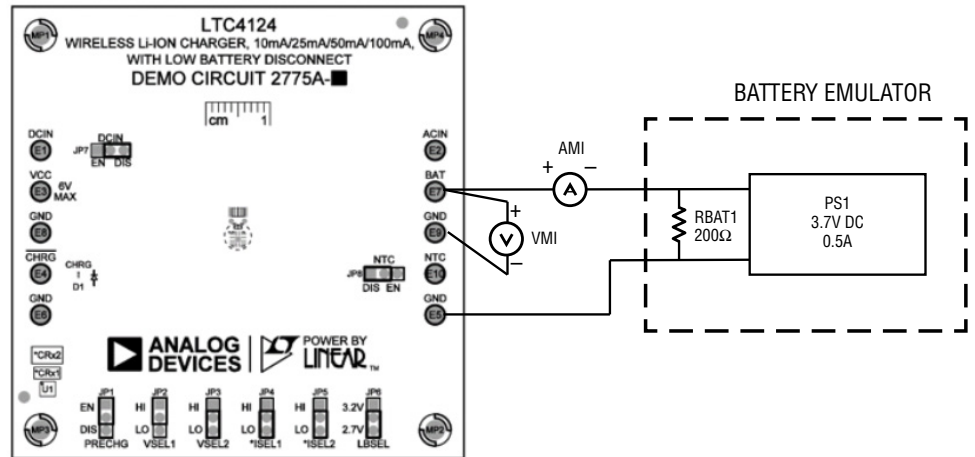 MP1
LTC4124
WIRELESS LI-ION CHARGER, 10mA/25mA/50mA/100mA,
WITH LOW BATTERY DISCONNECT
DEMO CIRCUIT 2775A-
MP4
cm 1
DCIN
E1
JP7
DCIN
EN DIS
VCC
E3
6V
MAX
GND
E8
CHRG
E4
CHRG
D1
GND
E6
ACIN
E2
BAT
E7
GND
E9
NTC
E10
JP8
NTC
DIS EN
GND
E5
AMI
+ −
A
+
V
VMI
−
BATTERY EMULATOR
RBAT1
200Ω
PS1
3.7V DC
0.5A
ANALOG
DEVICES
POWER BY
LINEAR TM
*CRx2
*CRx1
U1
MP3
JP1
EN
DIS
PRECHG
JP2
HI
LO
VSEL1
JP3
HI
LO
VSEL2
JP4
HI
LO
*ISEL1
JP5
HI
LO
*ISEL2
JP6
3.2V
2.7V
LBSEL
MP2